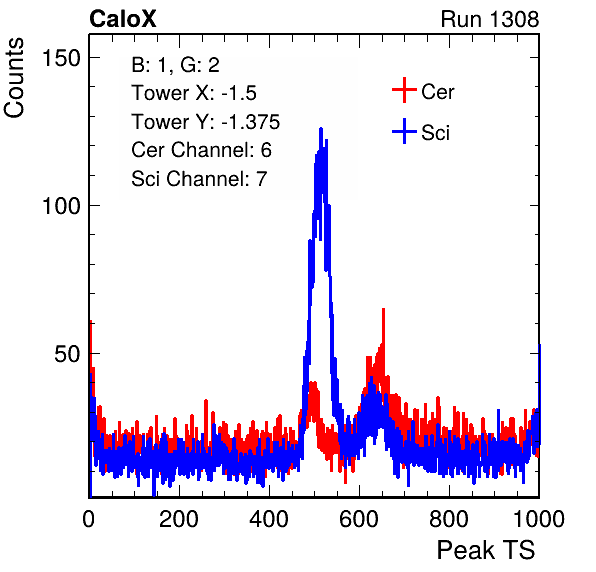 CaloX Run 1308
Counts
150
100
50
B: 1, G: 2
Tower X: -1.5
Tower Y: -1.375
Cer Channel: 6
Sci Channel: 7
Cer
Sci
0 200 400 600 800 1000
Peak TS